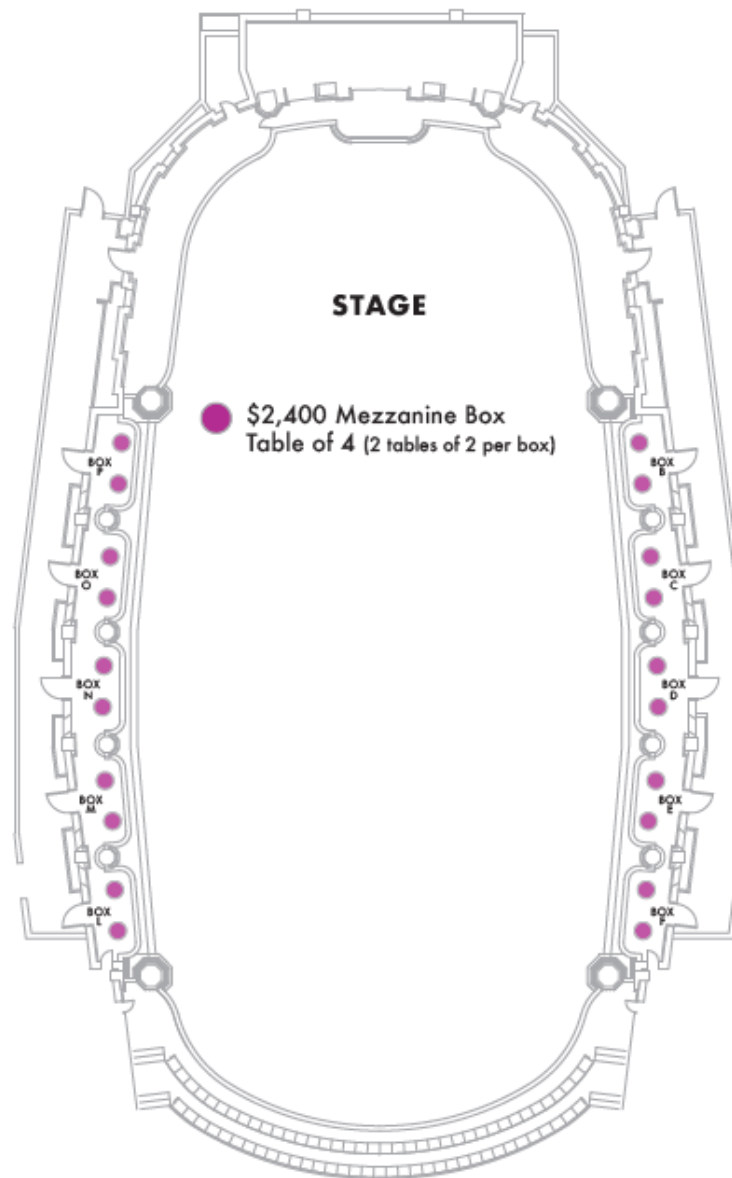 STAGE
$2,400 Mezzanine Box
Table of 4 (2 tables of 2 per box)
BOX
P
BOX
B
BOX
O
BOX
C
BOX
N
BOX
D
BOX
M
BOX
E
BOX
L
BOX
F